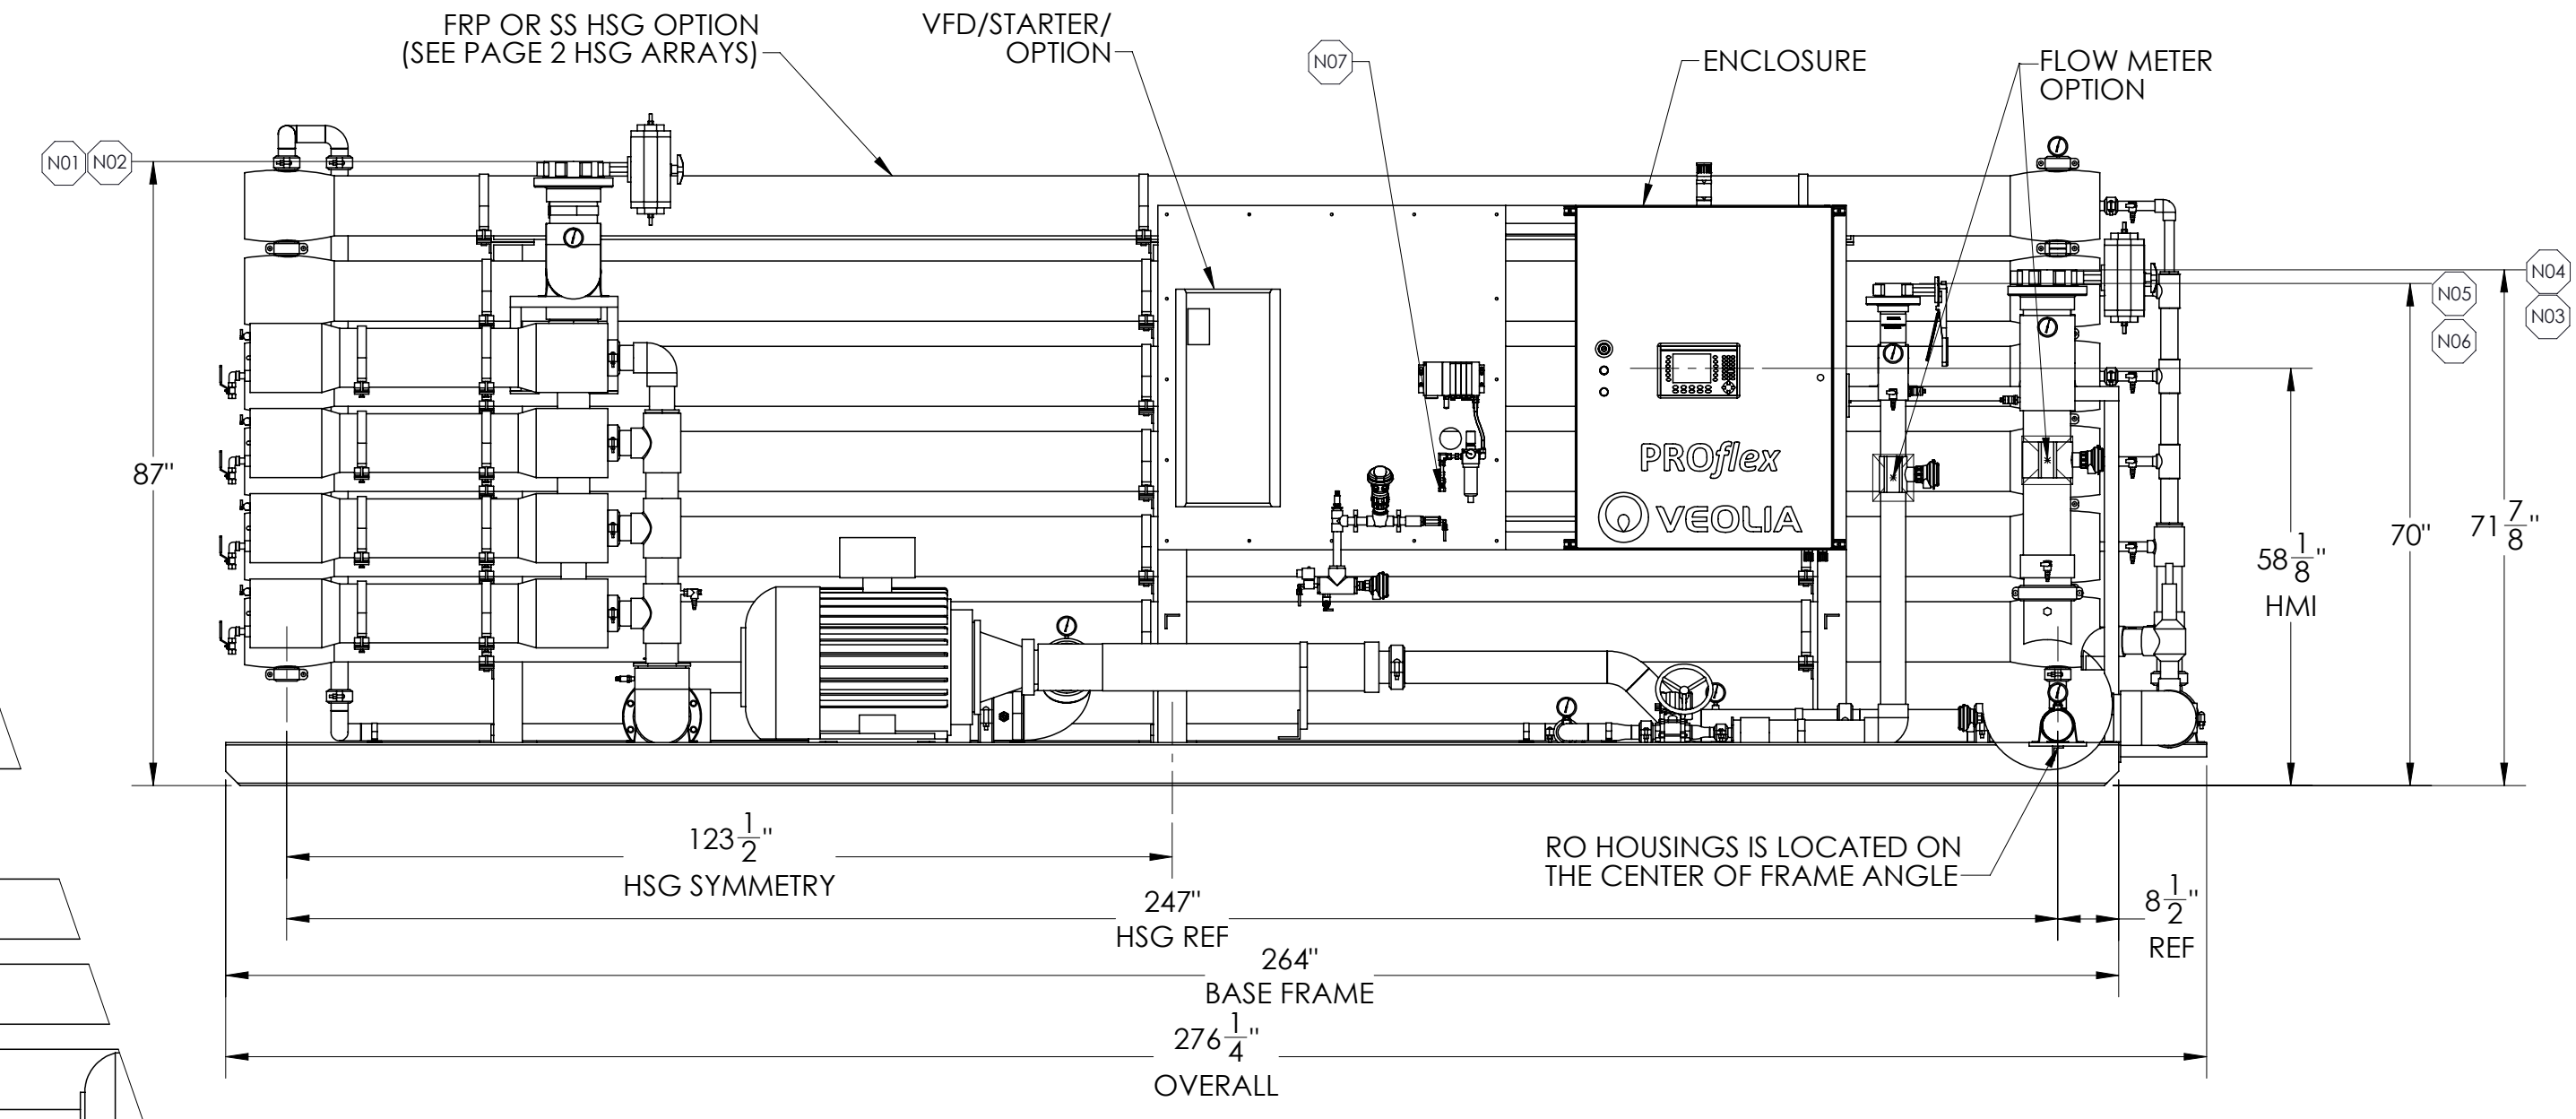 FRP OR SS HSG OPTION
(SEE PAGE 2 HSG ARRAYS)
VFD/STARTER/
OPTION
N07
ENCLOSURE
FLOW METER
OPTION
N01
N02
N04
N05
N03
N06
87"
PROflex
VEOLIA
58 1/8"
HMI
70"
71 7/8"
123 1/2"
HSG SYMMETRY
RO HOUSINGS IS LOCATED ON
THE CENTER OF FRAME ANGLE
247"
HSG REF
8 1/2"
REF
264"
BASE FRAME
276 1/4"
OVERALL